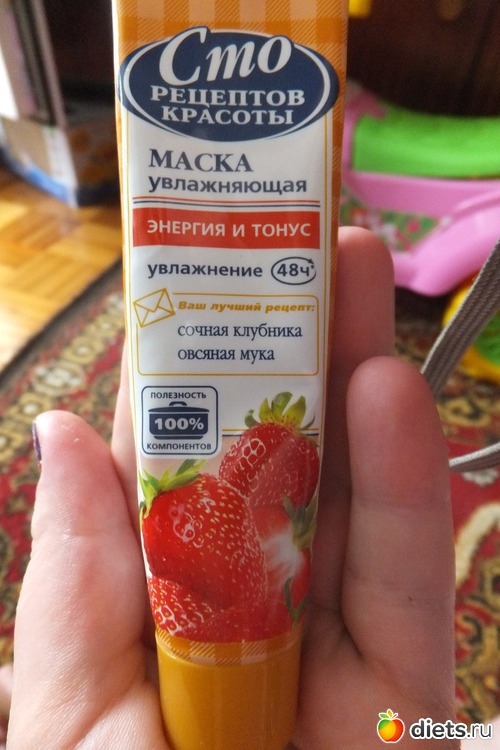 Сто
РЕЦЕПТОВ
КРАСОТЫ
МАСКА
увлажняющая
ЭНЕРГИЯ И ТОНУС
увлажнение 48ч
Ваш лучший рецепт:
сочная клубника
овсяная мука
ПОЛЕЗНОСТЬ
100%
КОМПОНЕНТОВ
diets.ru